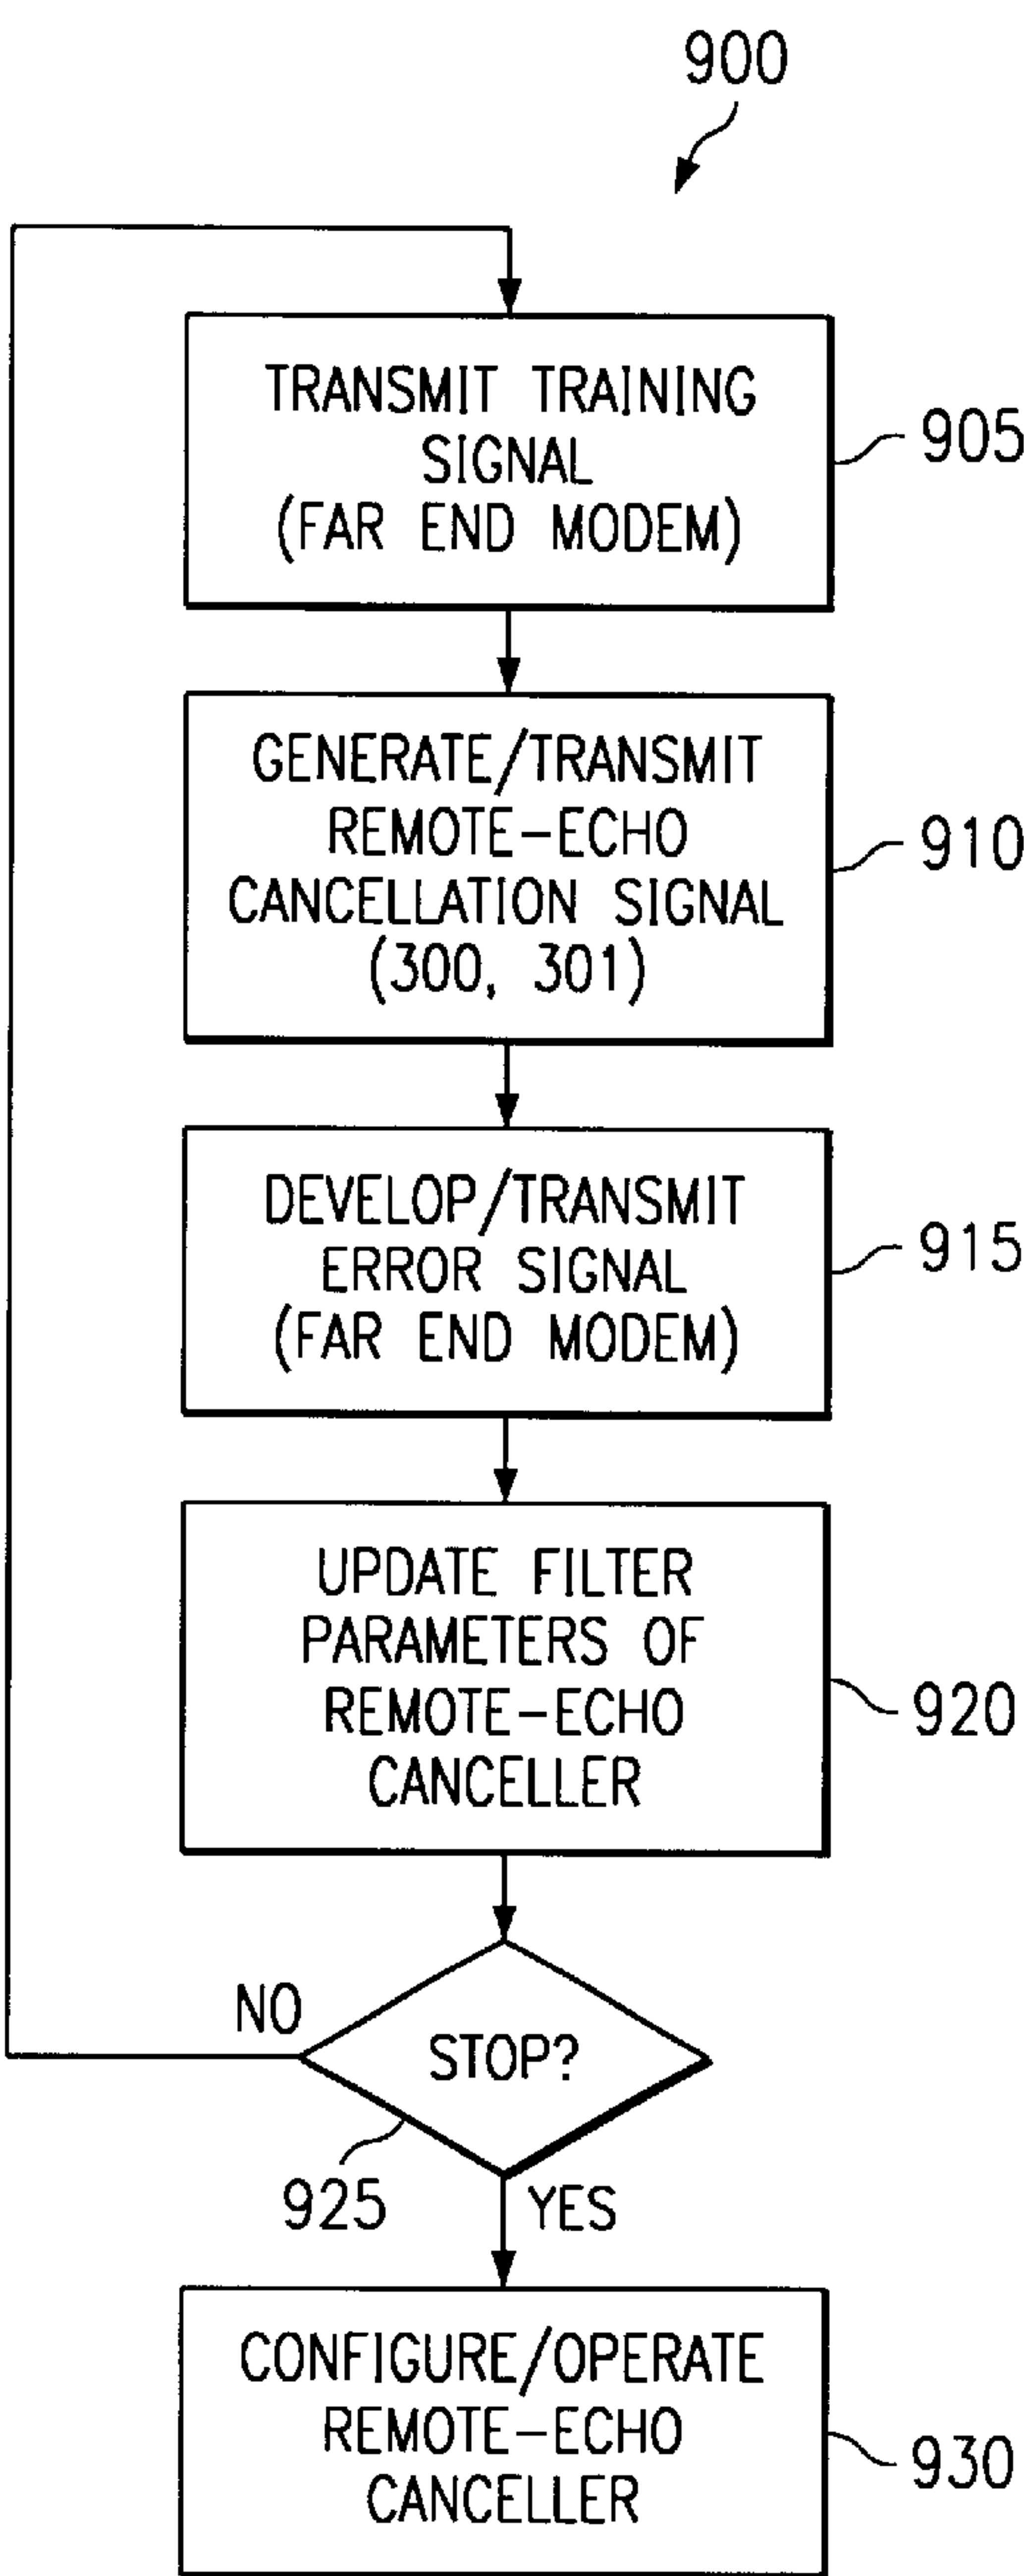 900
TRANSMIT TRAINING
SIGNAL
(FAR END MODEM)
905
GENERATE/TRANSMIT
REMOTE-ECHO
CANCELLATION SIGNAL
(300, 301)
910
DEVELOP/TRANSMIT
ERROR SIGNAL
(FAR END MODEM)
915
UPDATE FILTER
PARAMETERS OF
REMOTE-ECHO
CANCELLER
920
NO
STOP?
925
YES
CONFIGURE/OPERATE
REMOTE-ECHO
CANCELLER
930